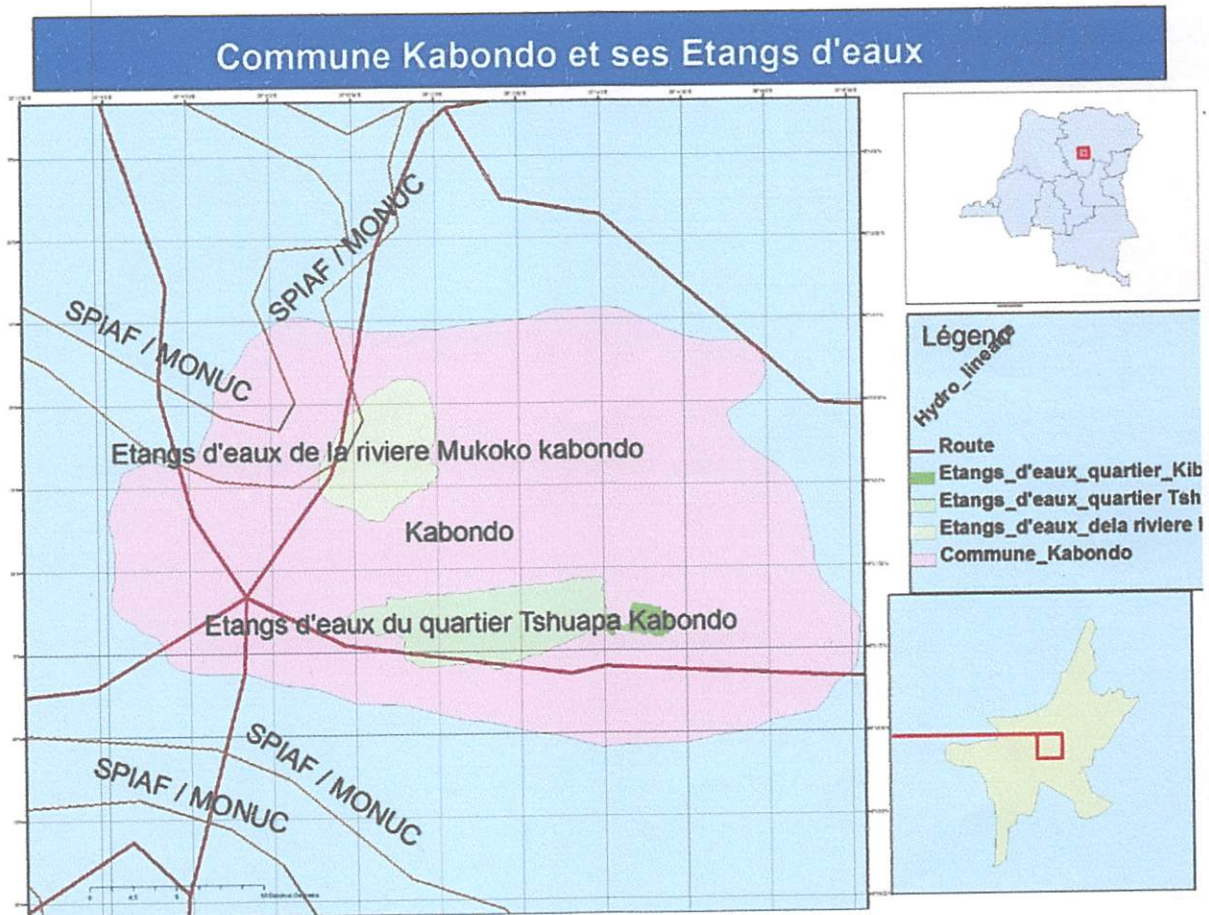 Commune Kabondo et ses Etangs d'eaux
SPIAF / MONUC
SPIAF / MONUC
Etangs d'eaux de la riviere Mukoko kabondo
Kabondo
Etangs d'eaux du quartier Tshuapa Kabondo
SPIAF / MONUC
SPIAF / MONUC
Légend
Hydro_lineare
Route
Etangs_d'eaux_quartier_Kib
Etangs_d'eaux_quartier Tsh
Etangs_d'eaux_dela riviere
Commune_Kabondo